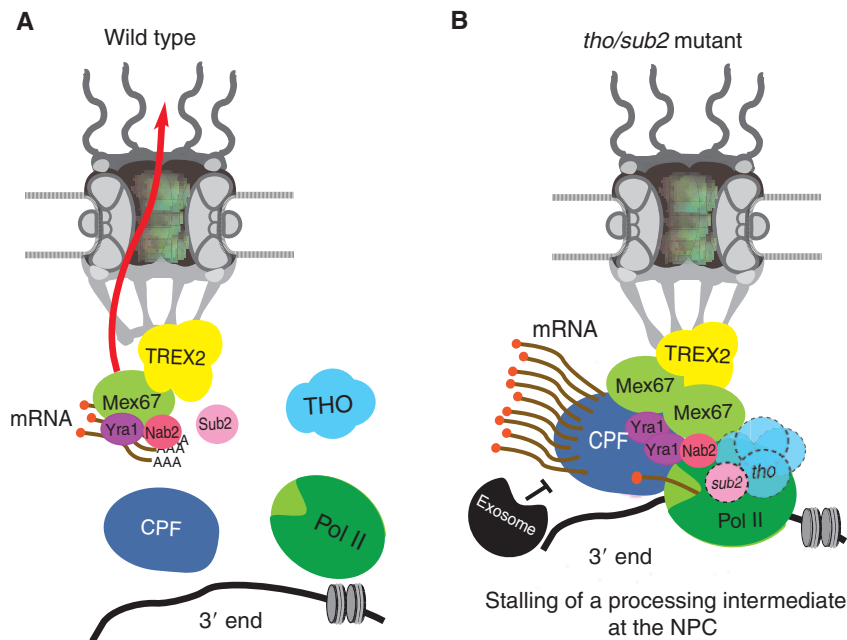 A
Wild type
TREX2
Mex67
mRNA
Yra1
Nab2
Sub2
AAA
AAA
THO
CPF
Pol II
3′ end
B
tho/sub2 mutant
mRNA
TREX2
Mex67
Mex67
CPF
Yra1
Yra1
Nab2
tho
sub2
Exosome
Pol II
3′ end
Stalling of a processing intermediate
at the NPC